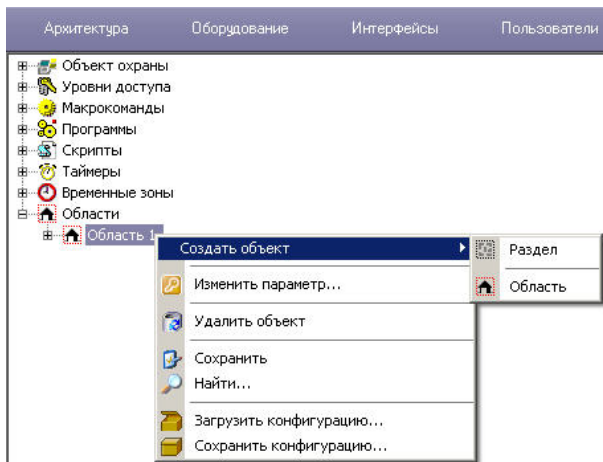 Архитектура Оборудование Интерфейсы Пользователи
Объект охраны
Уровни доступа
Макрокоманды
Программы
Скрипты
Таймеры
Временные зоны
Области
Область 1
Создать объект
Раздел
Изменить параметр...
Область
Удалить объект
Сохранить
Найти...
Загрузить конфигурацию...
Сохранить конфигурацию...